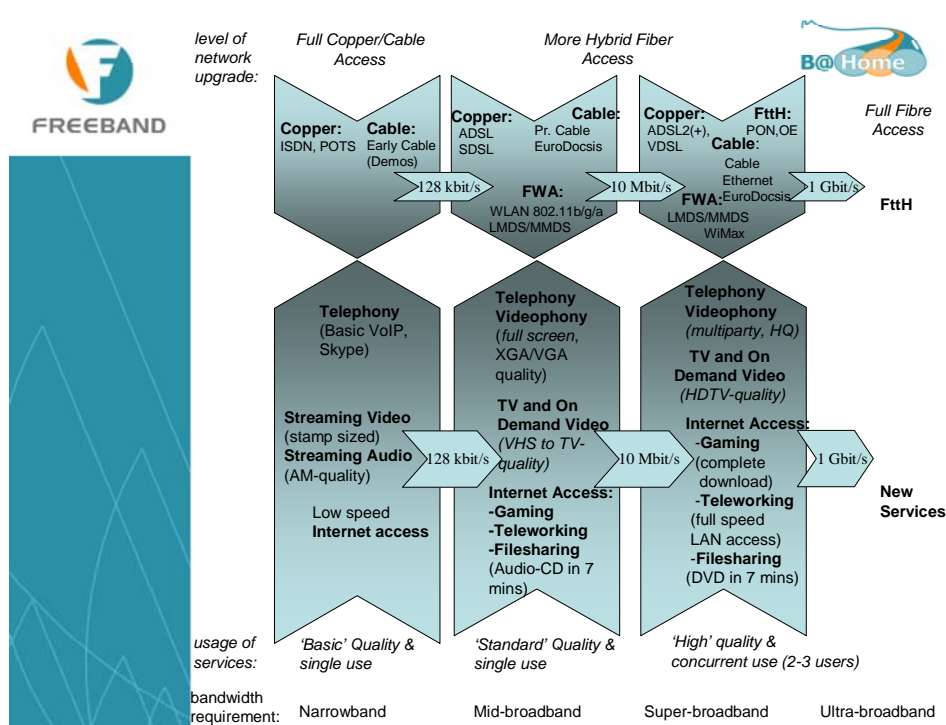 FREEBAND
level of
network
upgrade:
Full Copper/Cable
Access
More Hybrid Fiber
Access
B@Home
Full Fibre
Access
Copper:
ISDN, POTS
Cable:
Early Cable
(Demos)
128 kbit/s
Copper:
ADSL
SDSL
Cable:
Pr. Cable
EuroDocsis
FWA:
WLAN 802.11b/g/a
LMDS/MMDS
10 Mbit/s
Copper:
ADSL2(+),
VDSL
FttH:
PON,OE
Cable:
Cable
Ethernet
EuroDocsis
FWA:
LMDS/MMDS
WiMax
1 Gbit/s
FttH
Telephony
(Basic VoIP,
Skype)
Streaming Video
(stamp sized)
Streaming Audio
(AM-quality)
Low speed
Internet access
128 kbit/s
Telephony
Videophony
(full screen,
XGA/VGA
quality)
TV and On
Demand Video
(VHS to TV-
quality)
Internet Access:
-Gaming
-Teleworking
-Filesharing
(Audio-CD in 7
mins)
10 Mbit/s
Telephony
Videophony
(multiparty, HQ)
TV and On
Demand Video
(HDTV-quality)
Internet Access:
-Gaming
(complete
download)
-Teleworking
(full speed
LAN access)
-Filesharing
(DVD in 7 mins)
1 Gbit/s
New
Services
usage of
services:
‘Basic’ Quality &
single use
‘Standard’ Quality &
single use
‘High’ quality &
concurrent use (2-3 users)
bandwidth
requirement:
Narrowband
Mid-broadband
Super-broadband
Ultra-broadband